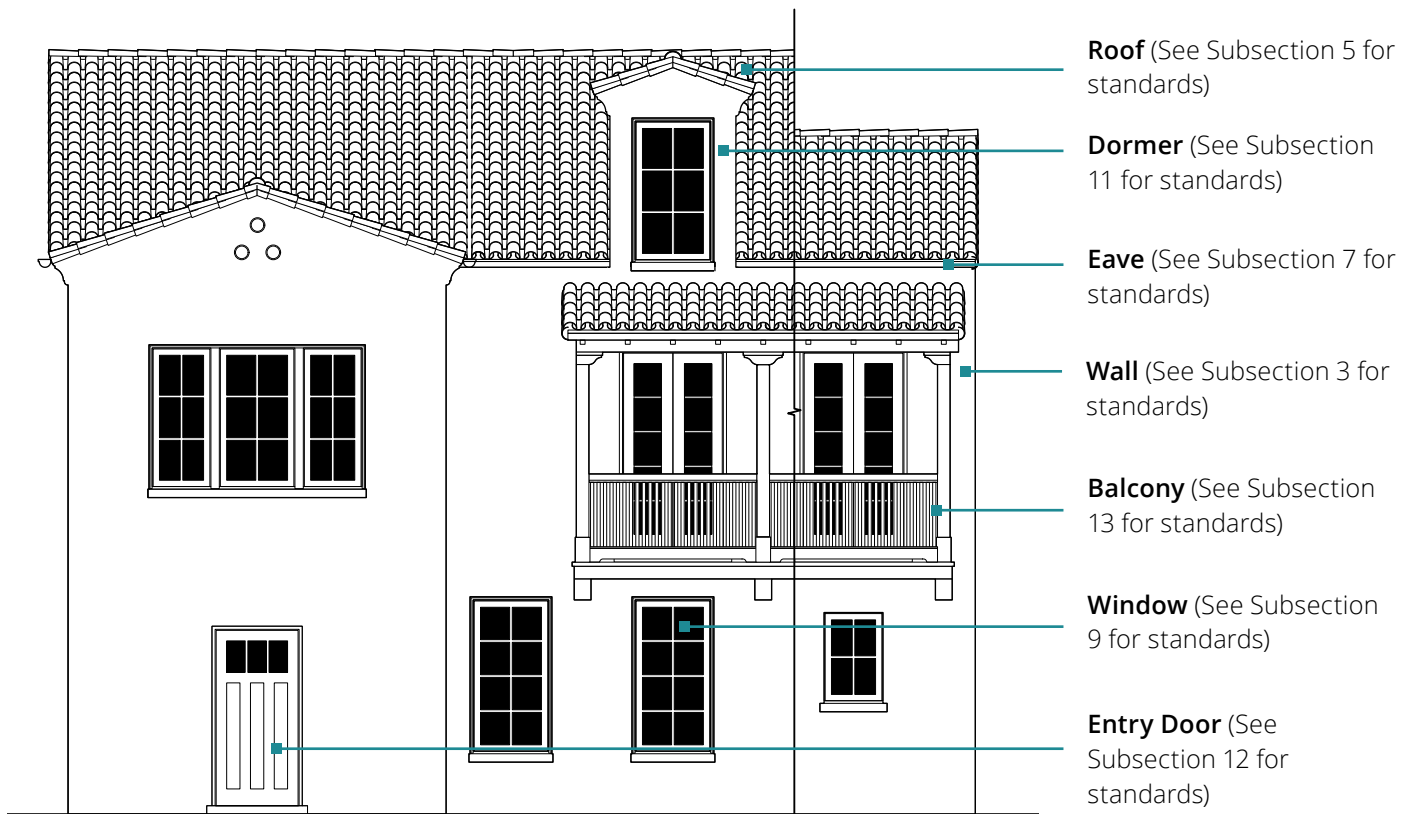 Roof (See Subsection 5 for
standards)
Dormer (See Subsection
11 for standards)
Eave (See Subsection 7 for
standards)
Wall (See Subsection 3 for
standards)
Balcony (See Subsection
13 for standards)
Window (See Subsection
9 for standards)
Entry Door (See
Subsection 12 for
standards)